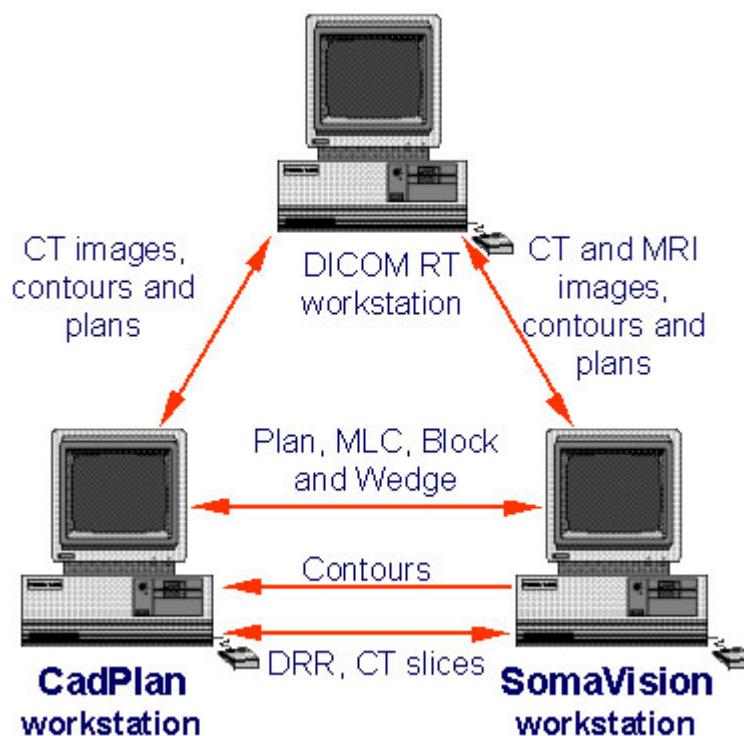 CT images,
contours and
plans
DICOM RT
workstation
CT and MRI
images,
contours and
plans
Plan, MLC, Block
and Wedge
Contours
DRR, CT slices
CadPlan
workstation
SomaVision
workstation